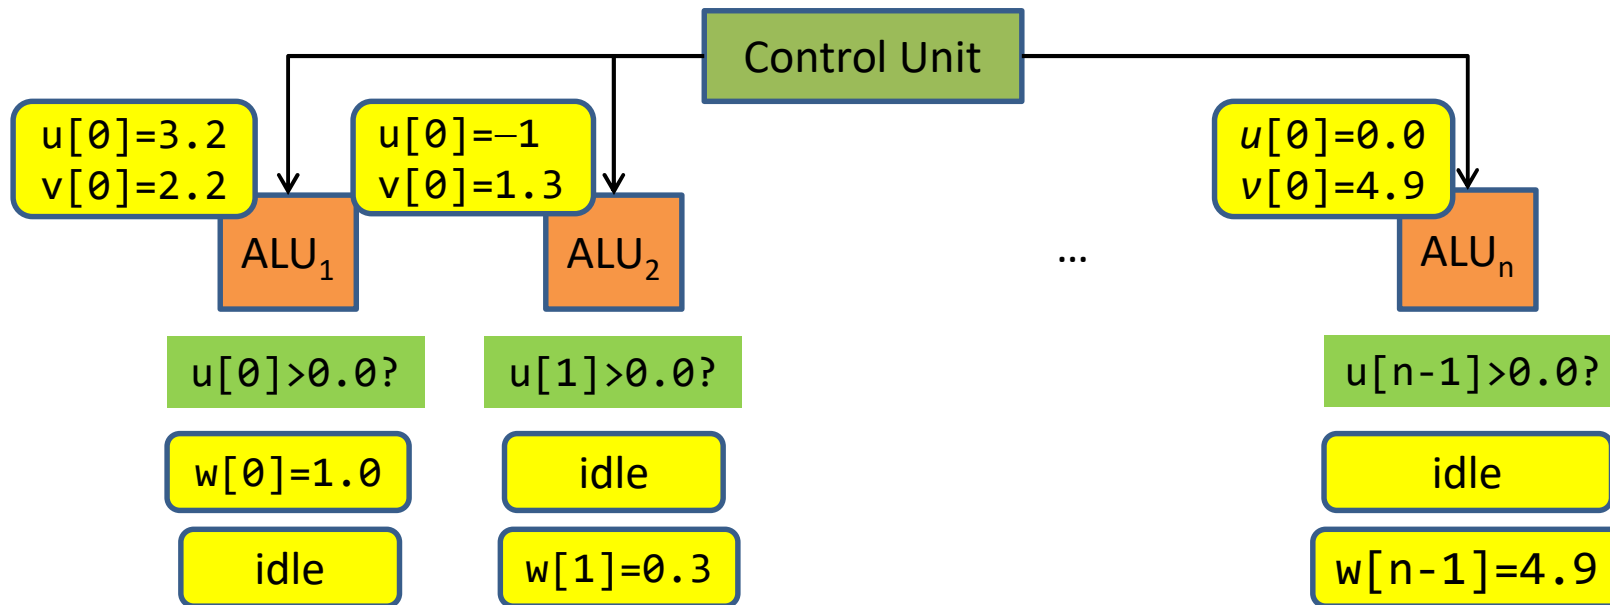 Control Unit
u[0]=3.2
v[0]=2.2
u[0]=−1
v[0]=1.3
u[0]=0.0
v[0]=4.9
ALU1
ALU2
...
ALUn
u[0]>0.0?
u[1]>0.0?
u[n-1]>0.0?
w[0]=1.0
idle
idle
idle
w[1]=0.3
w[n-1]=4.9